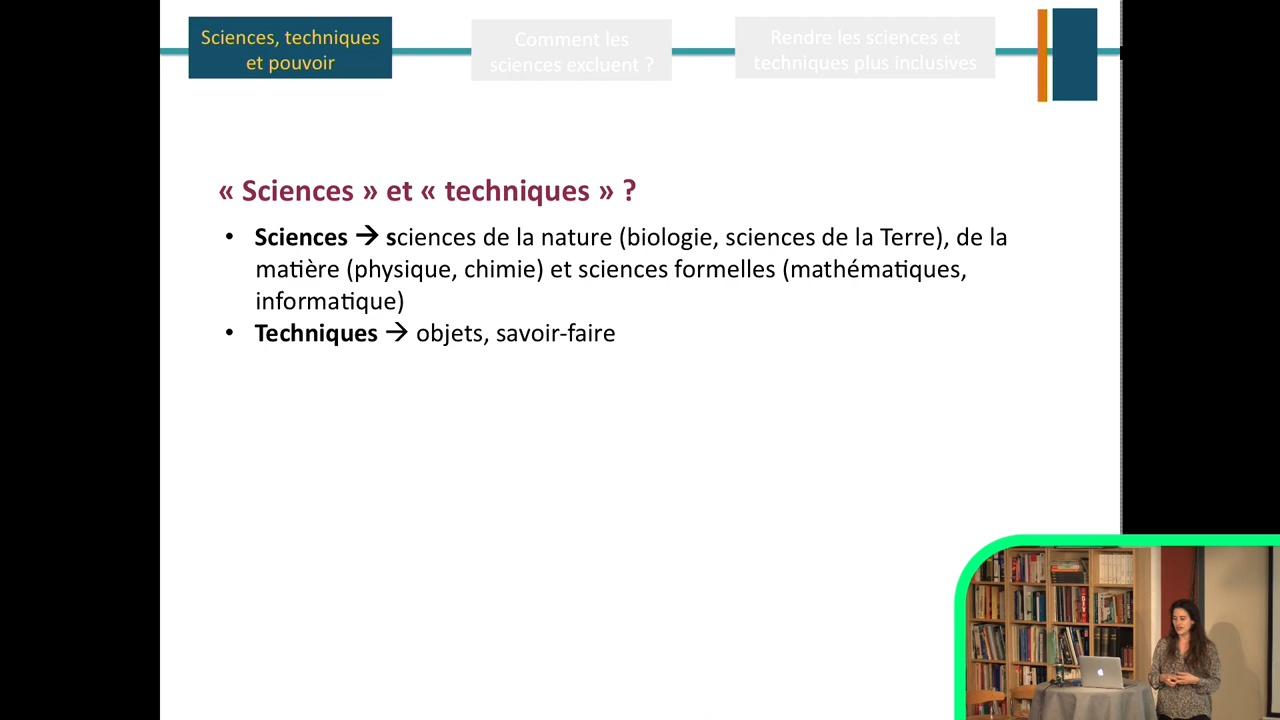 Sciences, techniques
et pouvoir
Comment les
sciences excluent ?
Rendre les sciences et
techniques plus inclusives
« Sciences » et « techniques » ?
• Sciences → sciences de la nature (biologie, sciences de la Terre), de la
matière (physique, chimie) et sciences formelles (mathématiques,
informatique)
• Techniques → objets, savoir-faire